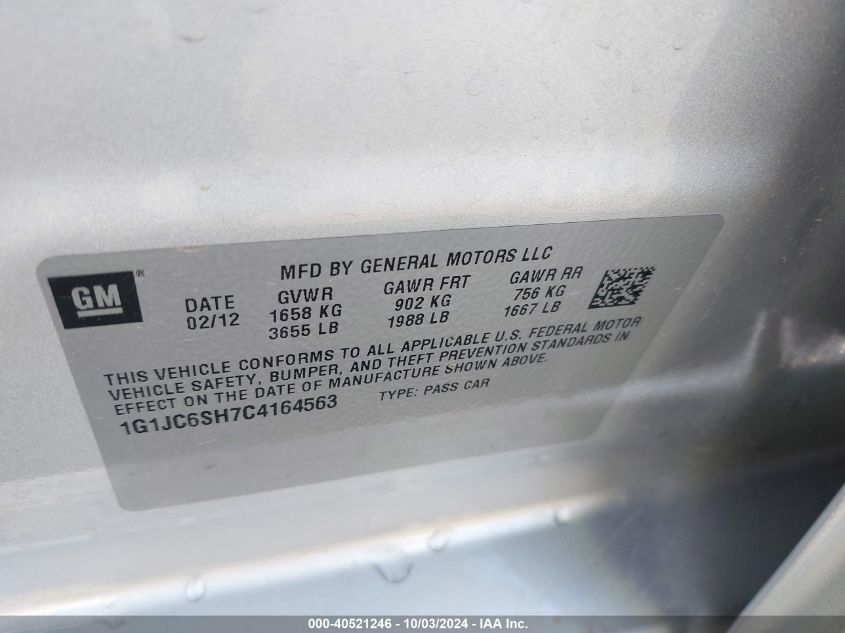 MFD BY GENERAL MOTORS LLC
GM®
DATE GVWR GAWR FRT GAWR RR
02/12 1658 KG 902 KG 756 KG
3655 LB 1988 LB 1667 LB
THIS VEHICLE CONFORMS TO ALL APPLICABLE U.S. FEDERAL MOTOR
VEHICLE SAFETY, BUMPER, AND THEFT PREVENTION STANDARDS IN
EFFECT ON THE DATE OF MANUFACTURE SHOWN ABOVE.
1G1JC6SH7C4164563 TYPE: PASS CAR
000-40521246 - 10/03/2024 - IAA Inc.